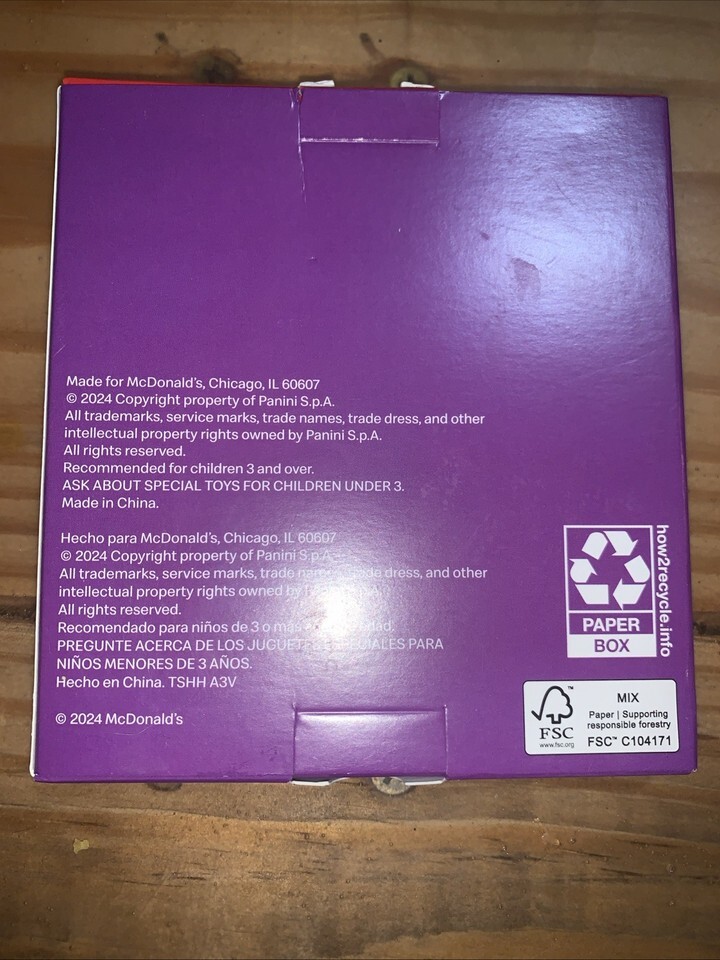 Made for McDonald's, Chicago, IL 60607
© 2024 Copyright property of Panini S.p.A.
All trademarks, service marks, trade names, trade dress, and other
intellectual property rights owned by Panini S.p.A.
All rights reserved.
Recommended for children 3 and over.
ASK ABOUT SPECIAL TOYS FOR CHILDREN UNDER 3.
Made in China.
Hecho para McDonald's, Chicago, IL 60607
© 2024 Copyright property of Panini S.p.A.
All trademarks, service marks, trade names, trade dress, and other
intellectual property rights owned by
All rights reserved.
Recomendado para niños de 3 o más edad.
PREGUNTE ACERCA DE LOS JUGUETES ESPECIALES PARA
NIÑOS MENORES DE 3 AÑOS.
Hecho en China. TSHH A3V
© 2024 McDonald's
how2recycle.info
PAPER
BOX
FSC™
www.fsc.org
MIX
Paper | Supporting
responsible forestry
FSC™ C104171